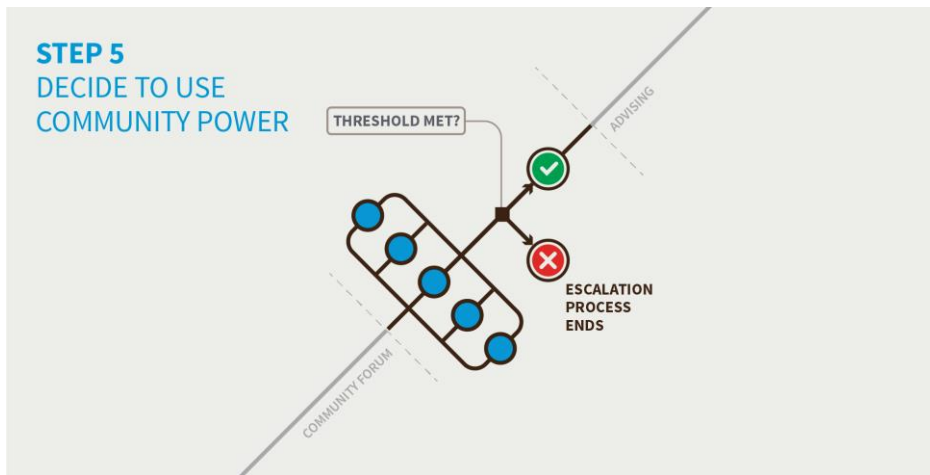 STEP 5
DECIDE TO USE
COMMUNITY POWER
THRESHOLD MET?
ADVISING
ESCALATION
PROCESS
ENDS
COMMUNITY FORUM